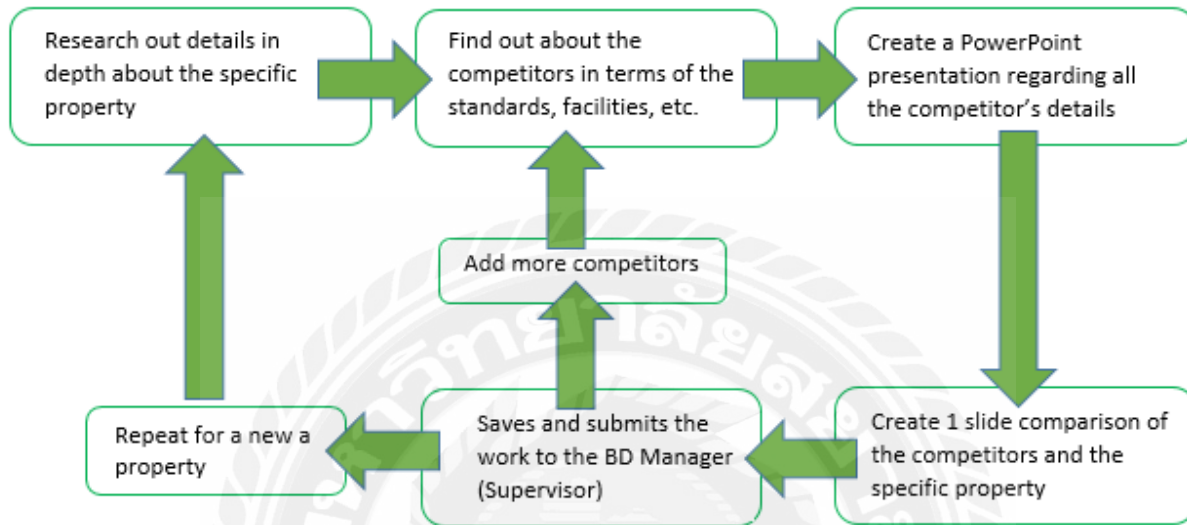 Research out details in
depth about the specific
property
Find out about the
competitors in terms of the
standards, facilities, etc.
Create a PowerPoint
presentation regarding all
the competitor's details
Add more competitors
Repeat for a new a
property
Saves and submits the
work to the BD Manager
(Supervisor)
Create 1 slide comparison of
the competitors and the
specific property